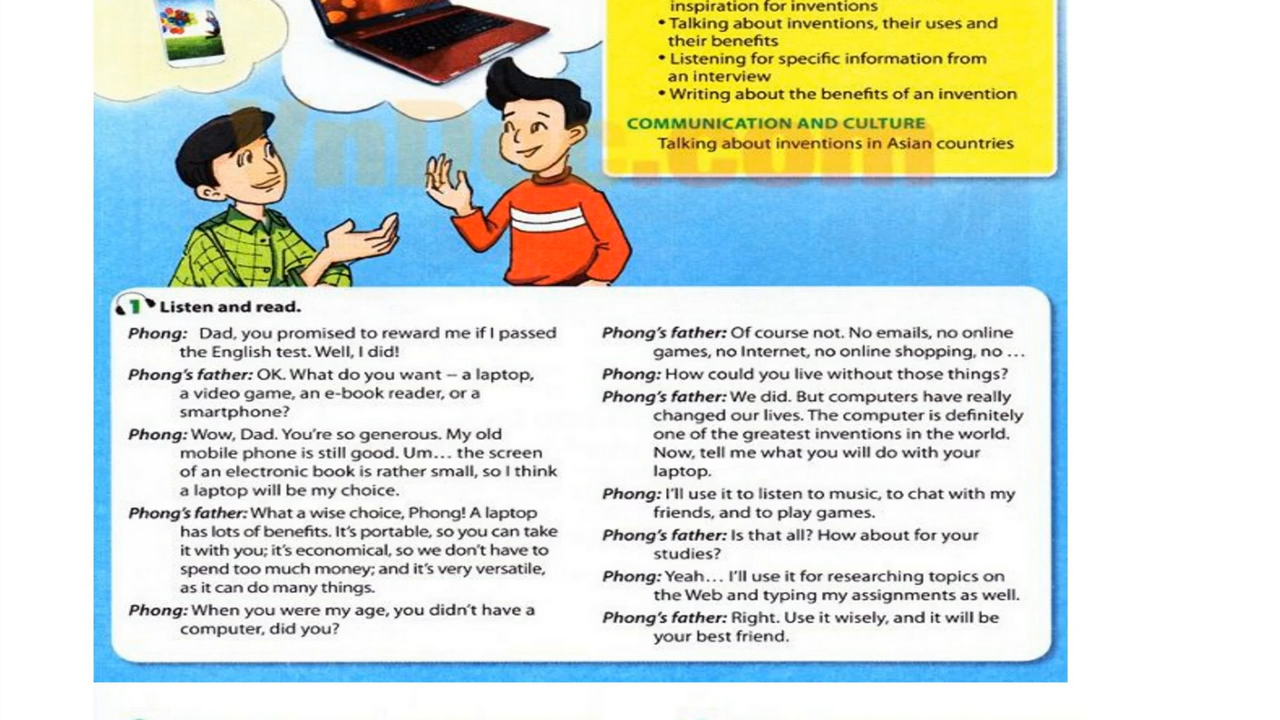 inspiration for inventions
• Talking about inventions, their uses and
their benefits
• Listening for specific information from
an interview
• Writing about the benefits of an invention
COMMUNICATION AND CULTURE
Talking about inventions in Asian countries
VnDoc.com
1 Listen and read.
Phong: Dad, you promised to reward me if I passed
the English test. Well, I did!
Phong's father: OK. What do you want – a laptop,
a video game, an e-book reader, or a
smartphone?
Phong: Wow, Dad. You're so generous. My old
mobile phone is still good. Um… the screen
of an electronic book is rather small, so I think
a laptop will be my choice.
Phong's father: What a wise choice, Phong! A laptop
has lots of benefits. It's portable, so you can take
it with you; it's economical, so we don't have to
spend too much money; and it's very versatile,
as it can do many things.
Phong: When you were my age, you didn't have a
computer, did you?
Phong's father: Of course not. No emails, no online
games, no Internet, no online shopping, no …
Phong: How could you live without those things?
Phong's father: We did. But computers have really
changed our lives. The computer is definitely
one of the greatest inventions in the world.
Now, tell me what you will do with your
laptop.
Phong: I'll use it to listen to music, to chat with my
friends, and to play games.
Phong's father: Is that all? How about for your
studies?
Phong: Yeah… I'll use it for researching topics on
the Web and typing my assignments as well.
Phong's father: Right. Use it wisely, and it will be
your best friend.